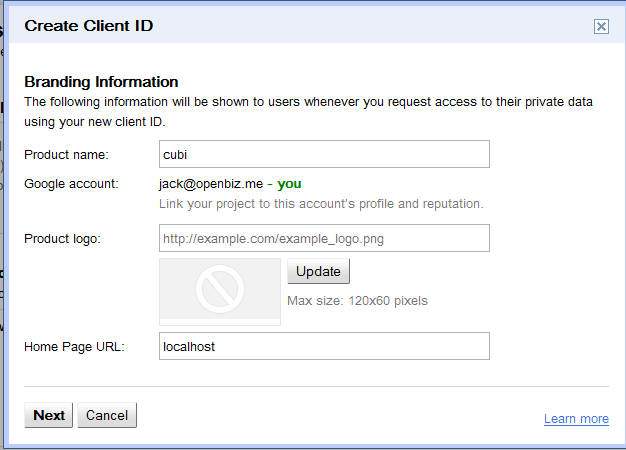 Create Client ID
Branding Information
The following information will be shown to users whenever you request access to their private data
using your new client ID.
Product name: cubi
Google account: jack@openbiz.me - you
Link your project to this account's profile and reputation.
Product logo: http://example.com/example_logo.png
Update
Max size: 120x60 pixels
Home Page URL: localhost
Next Cancel Learn more